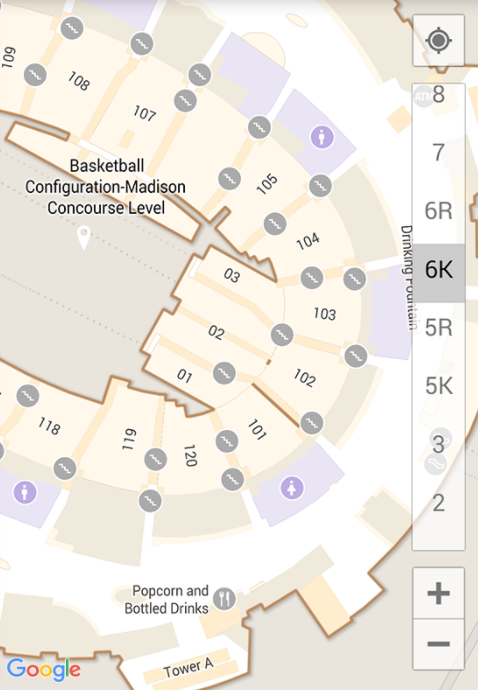 109
108
107
105
104
103
102
101
120
119
118
03
02
01
Basketball
Configuration-Madison
Concourse Level
Drinking Fountain
ATM
8
7
6R
6K
5R
5K
3
2
+
−
Popcorn and
Bottled Drinks
Tower A
Google